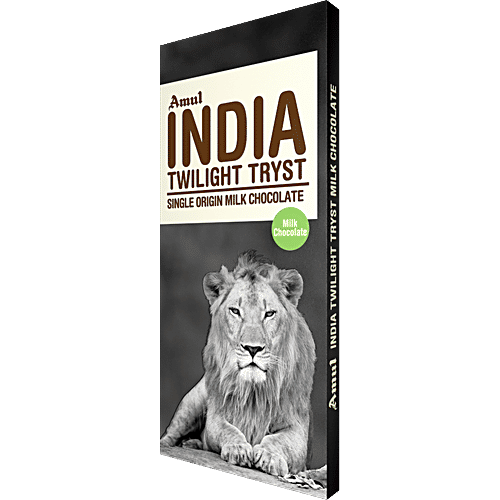 Amul
INDIA
TWILIGHT TRYST
SINGLE ORIGIN MILK CHOCOLATE
Milk
Chocolate
Amul INDIA TWILIGHT TRYST MILK CHOCOLATE